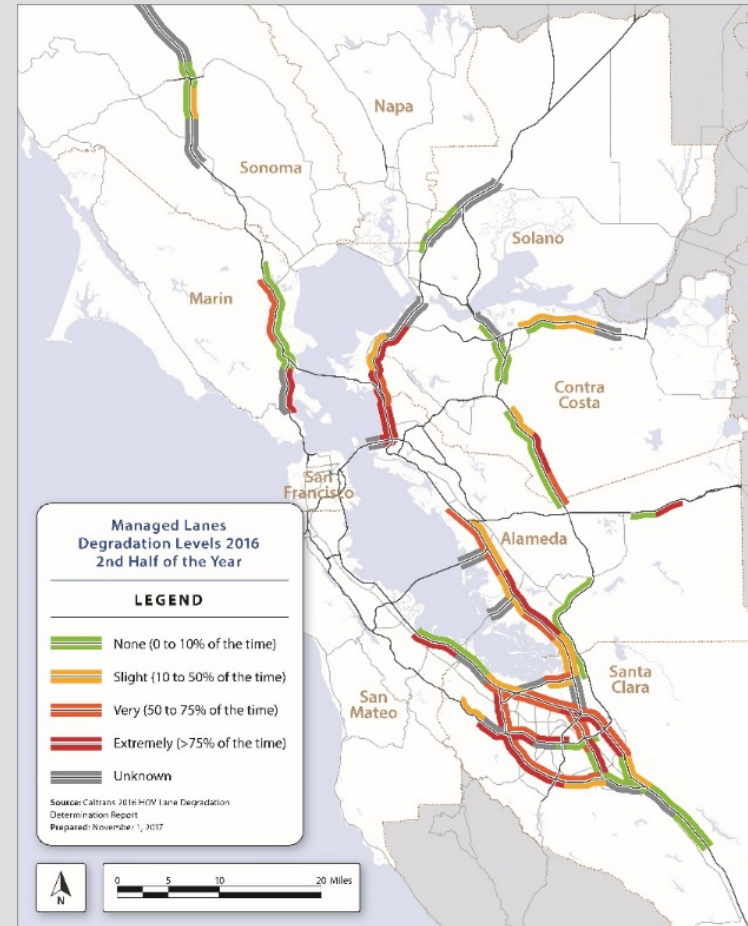 Napa
Sonoma
Solano
Marin
Contra
Costa
San
Francisco
Alameda
Santa
Clara
San
Mateo
Managed Lanes
Degradation Levels 2016
2nd Half of the Year
LEGEND
None (0 to 10% of the time)
Slight (10 to 50% of the time)
Very (50 to 75% of the time)
Extremely (>75% of the time)
Unknown
Source: Caltrans 2016 HOV Lane Degradation
Determination Report
Prepared: November 1, 2017
N
0 5 10 20 Miles